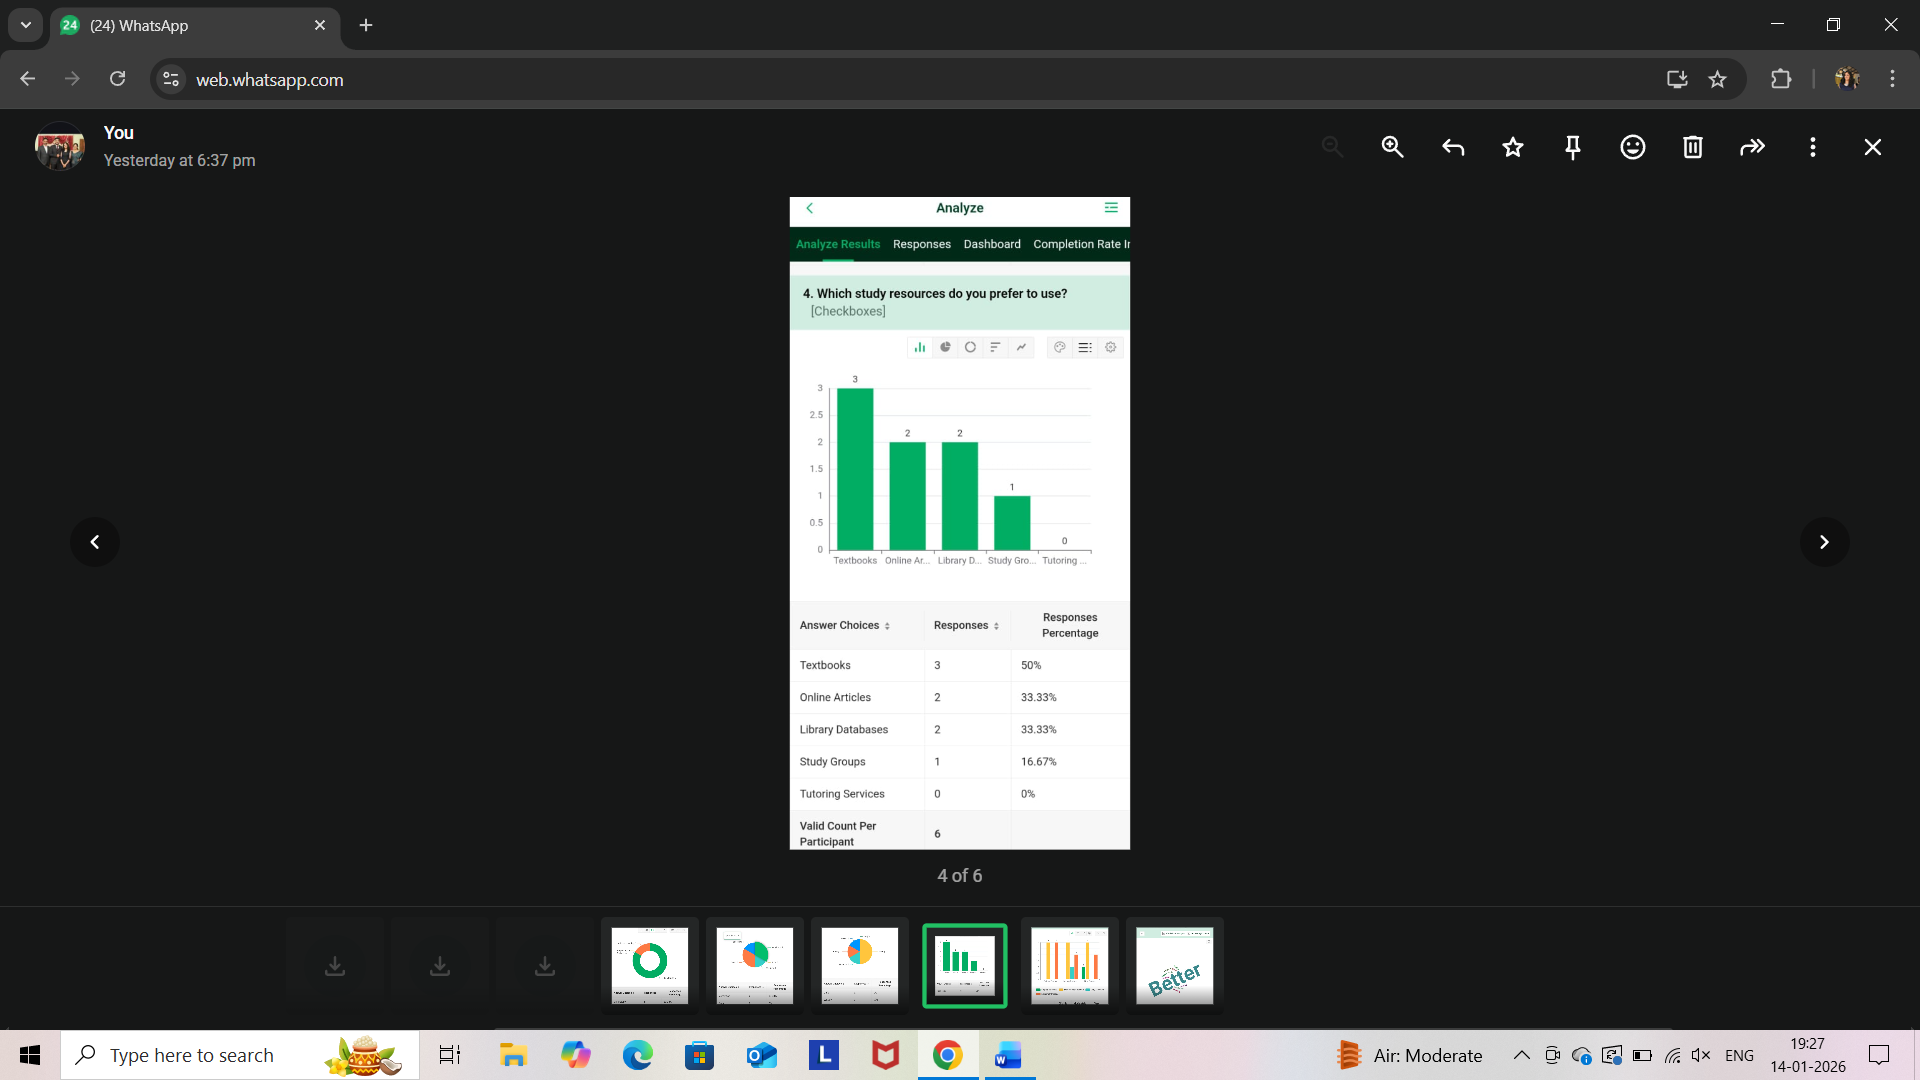 24 (24) WhatsApp
web.whatsapp.com
You
Yesterday at 6:37 pm
Analyze
Analyze Results Responses Dashboard Completion Rate In
4. Which study resources do you prefer to use?
[Checkboxes]
3
3
2.5
2 2
2
1.5
1
1
0.5
0
0
Textbooks Online Ar... Library D... Study Gro... Tutoring ...
Answer Choices Responses Responses Percentage
Textbooks 3 50%
Online Articles 2 33.33%
Library Databases 2 33.33%
Study Groups 1 16.67%
Tutoring Services 0 0%
Valid Count Per Participant 6
4 of 6
Better
Type here to search
L
Air: Moderate
ENG
19:27
14-01-2026